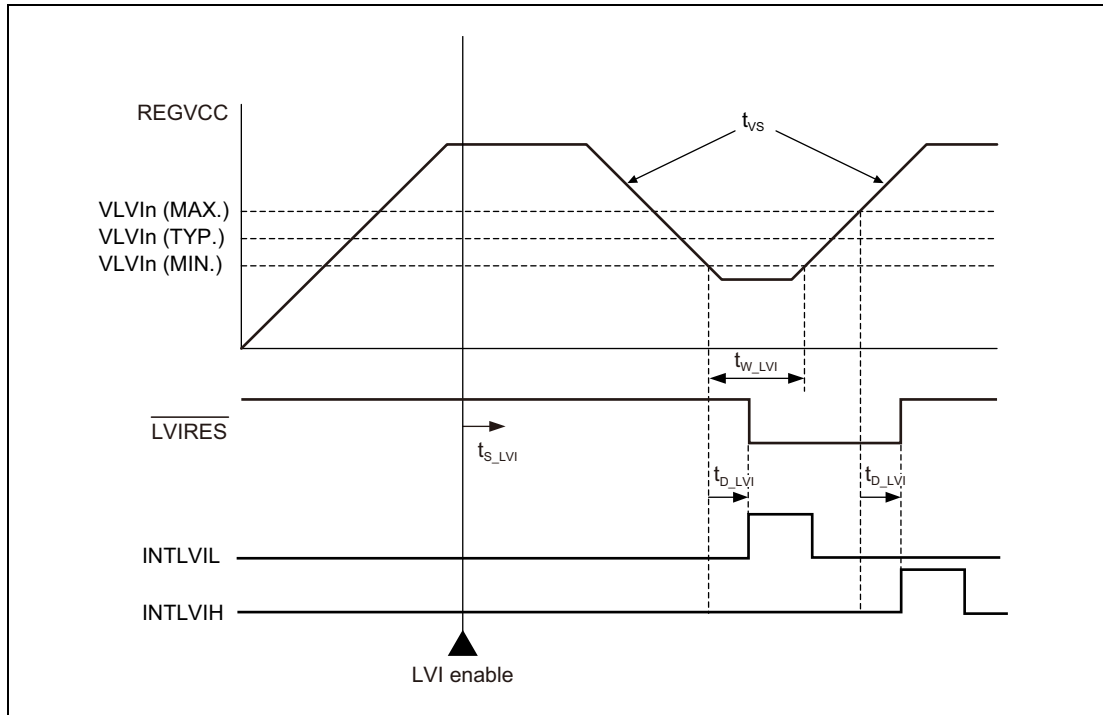 REGVCC
t_VS
VLVIn (MAX.)
VLVIn (TYP.)
VLVIn (MIN.)
t_W_LVI
LVIRES
t_S_LVI
t_D_LVI
t_D_LVI
INTLVIL
INTLVIH
LVI enable